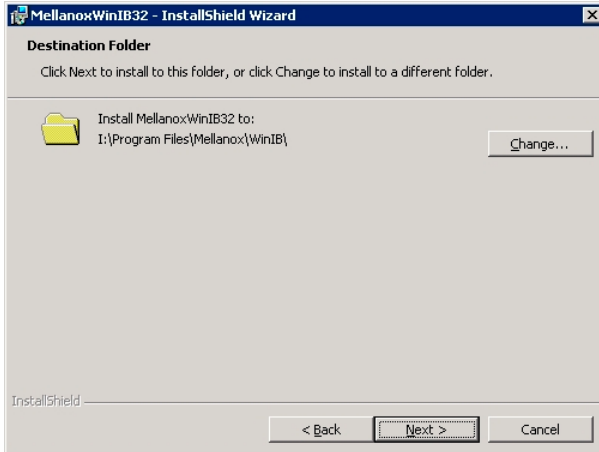 MellanoxWinIB32 - InstallShield Wizard
Destination Folder
Click Next to install to this folder, or click Change to install to a different folder.
Install MellanoxWinIB32 to:
I:\Program Files\Mellanox\WinIB\
Change...
InstallShield
< Back Next > Cancel